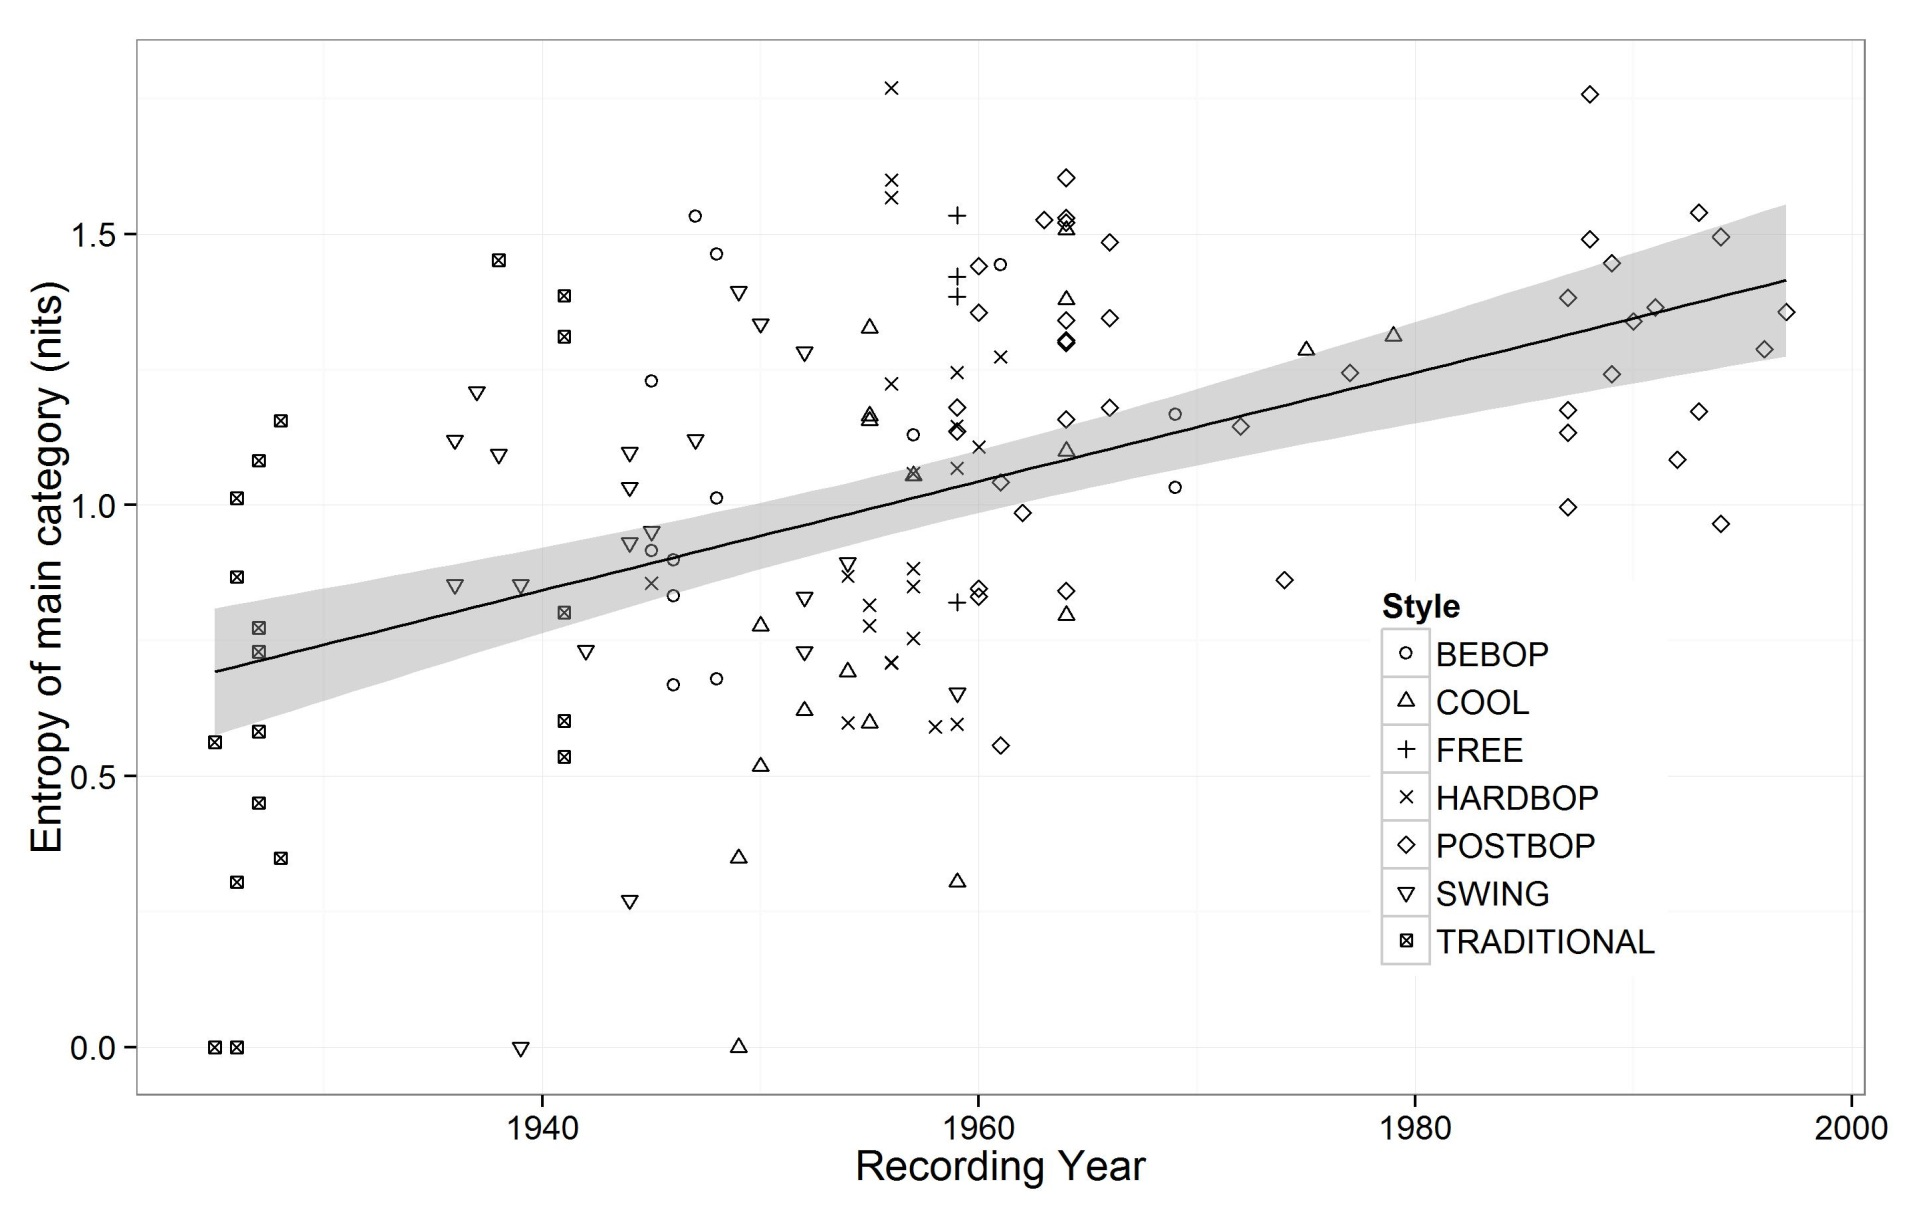 Entropy of main category (nits)
1.5
1.0
0.5
0.0
1940
1960
1980
2000
Recording Year
Style
BEBOP
COOL
FREE
HARDBOP
POSTBOP
SWING
TRADITIONAL